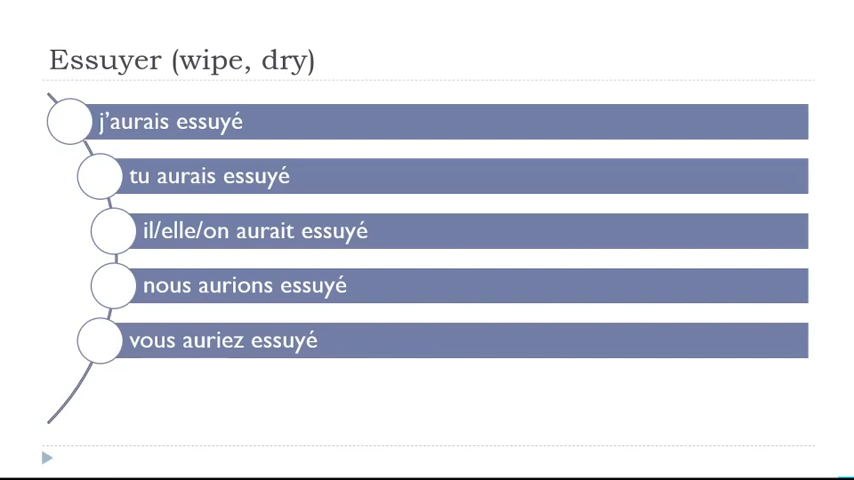 Essuyer (wipe, dry)
j’aurais essuyé
tu aurais essuyé
il/elle/on aurait essuyé
nous aurions essuyé
vous auriez essuyé